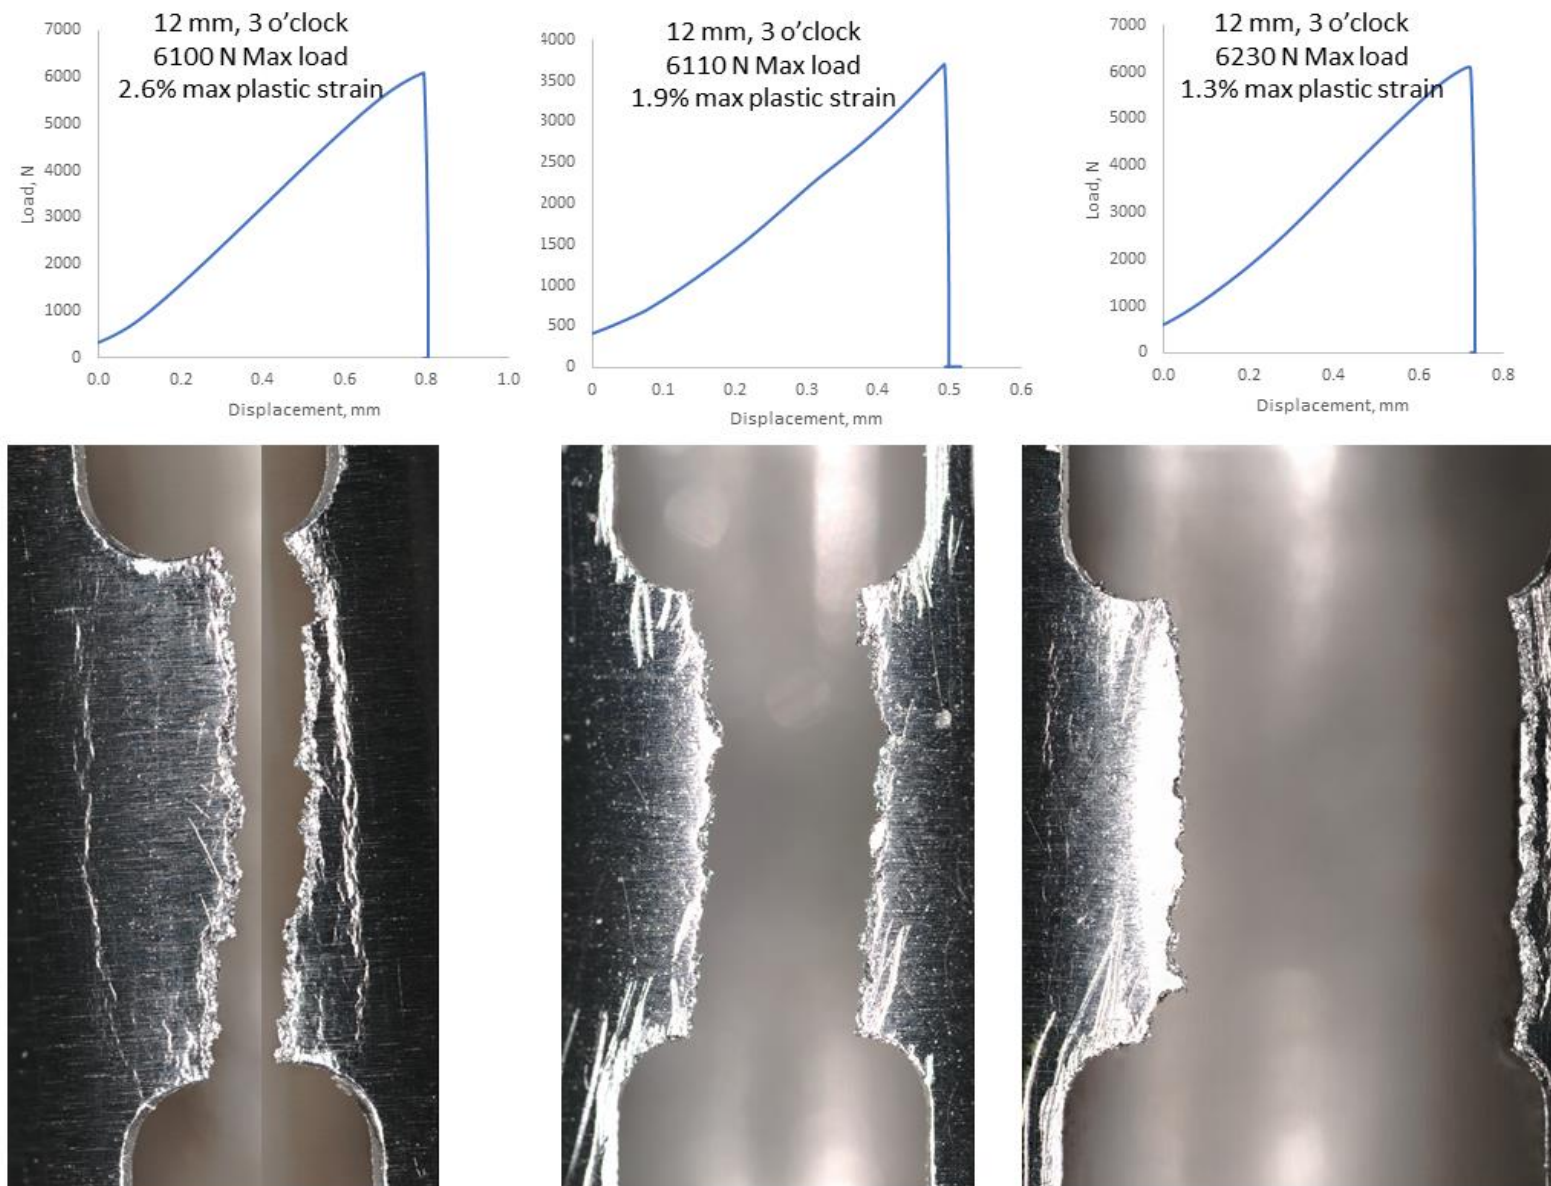 12 mm, 3 o’clock
6100 N Max load
2.6% max plastic strain
7000
6000
5000
4000
3000
2000
1000
0
Load, N
0.0 0.2 0.4 0.6 0.8 1.0
Displacement, mm
12 mm, 3 o’clock
6110 N Max load
1.9% max plastic strain
4000
3500
3000
2500
2000
1500
1000
500
0
0 0.1 0.2 0.3 0.4 0.5 0.6
Displacement, mm
12 mm, 3 o’clock
6230 N Max load
1.3% max plastic strain
7000
6000
5000
4000
3000
2000
1000
0
Load, N
0.0 0.2 0.4 0.6 0.8
Displacement, mm